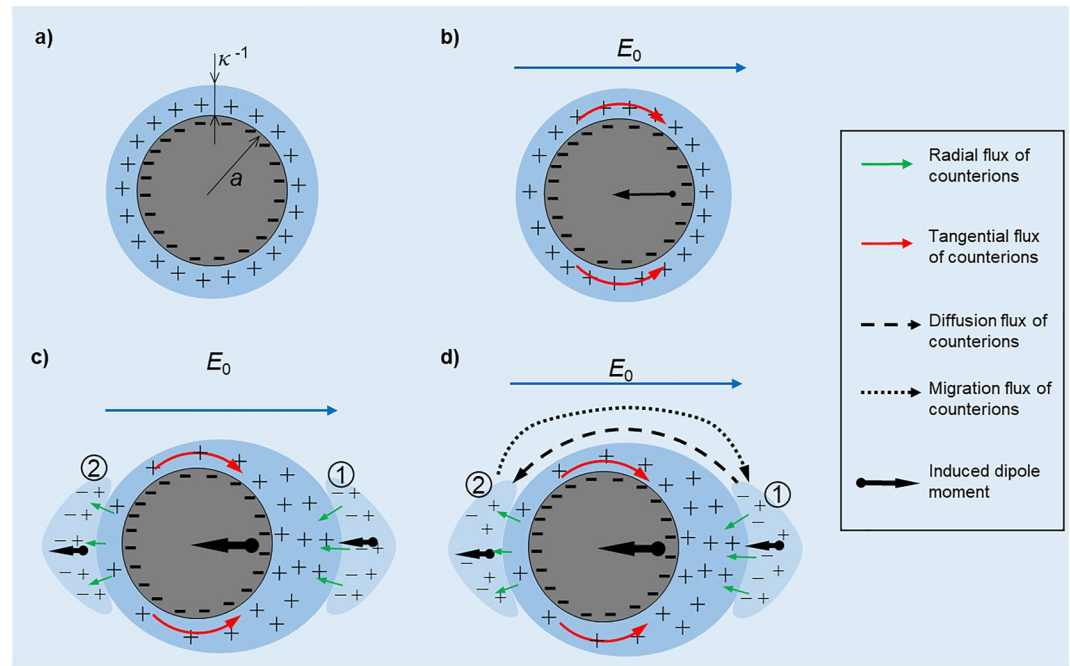 a)
κ⁻¹
a
b)
E₀
c)
E₀
②
①
d)
E₀
②
①
Radial flux of
counterions
Tangential flux
of counterions
Diffusion flux of
counterions
Migration flux of
counterions
Induced dipole
moment